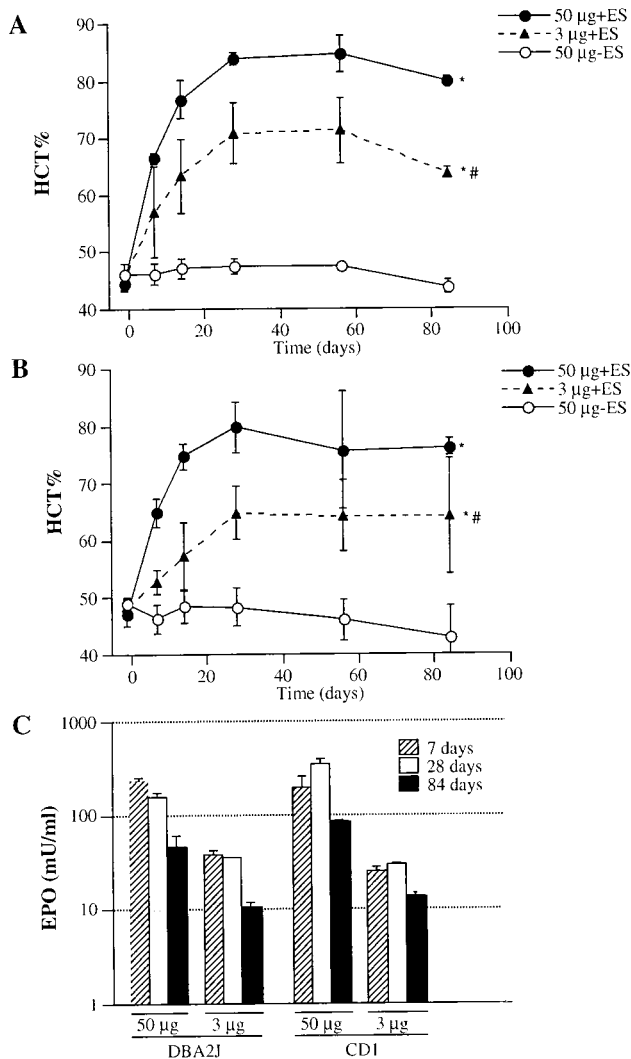 A
50 µg+ES
3 µg+ES
50 µg-ES
HCT%
90
80
70
60
50
40
* 
*#
0 20 40 60 80 100
Time (days)
B
50 µg+ES
3 µg+ES
50 µg-ES
HCT%
90
80
70
60
50
40
*
*#
0 20 40 60 80 100
Time (days)
C
7 days
28 days
84 days
EPO (mU/ml)
1000
100
10
1
50 µg 3 µg 50 µg 3 µg
DBA2J CD1